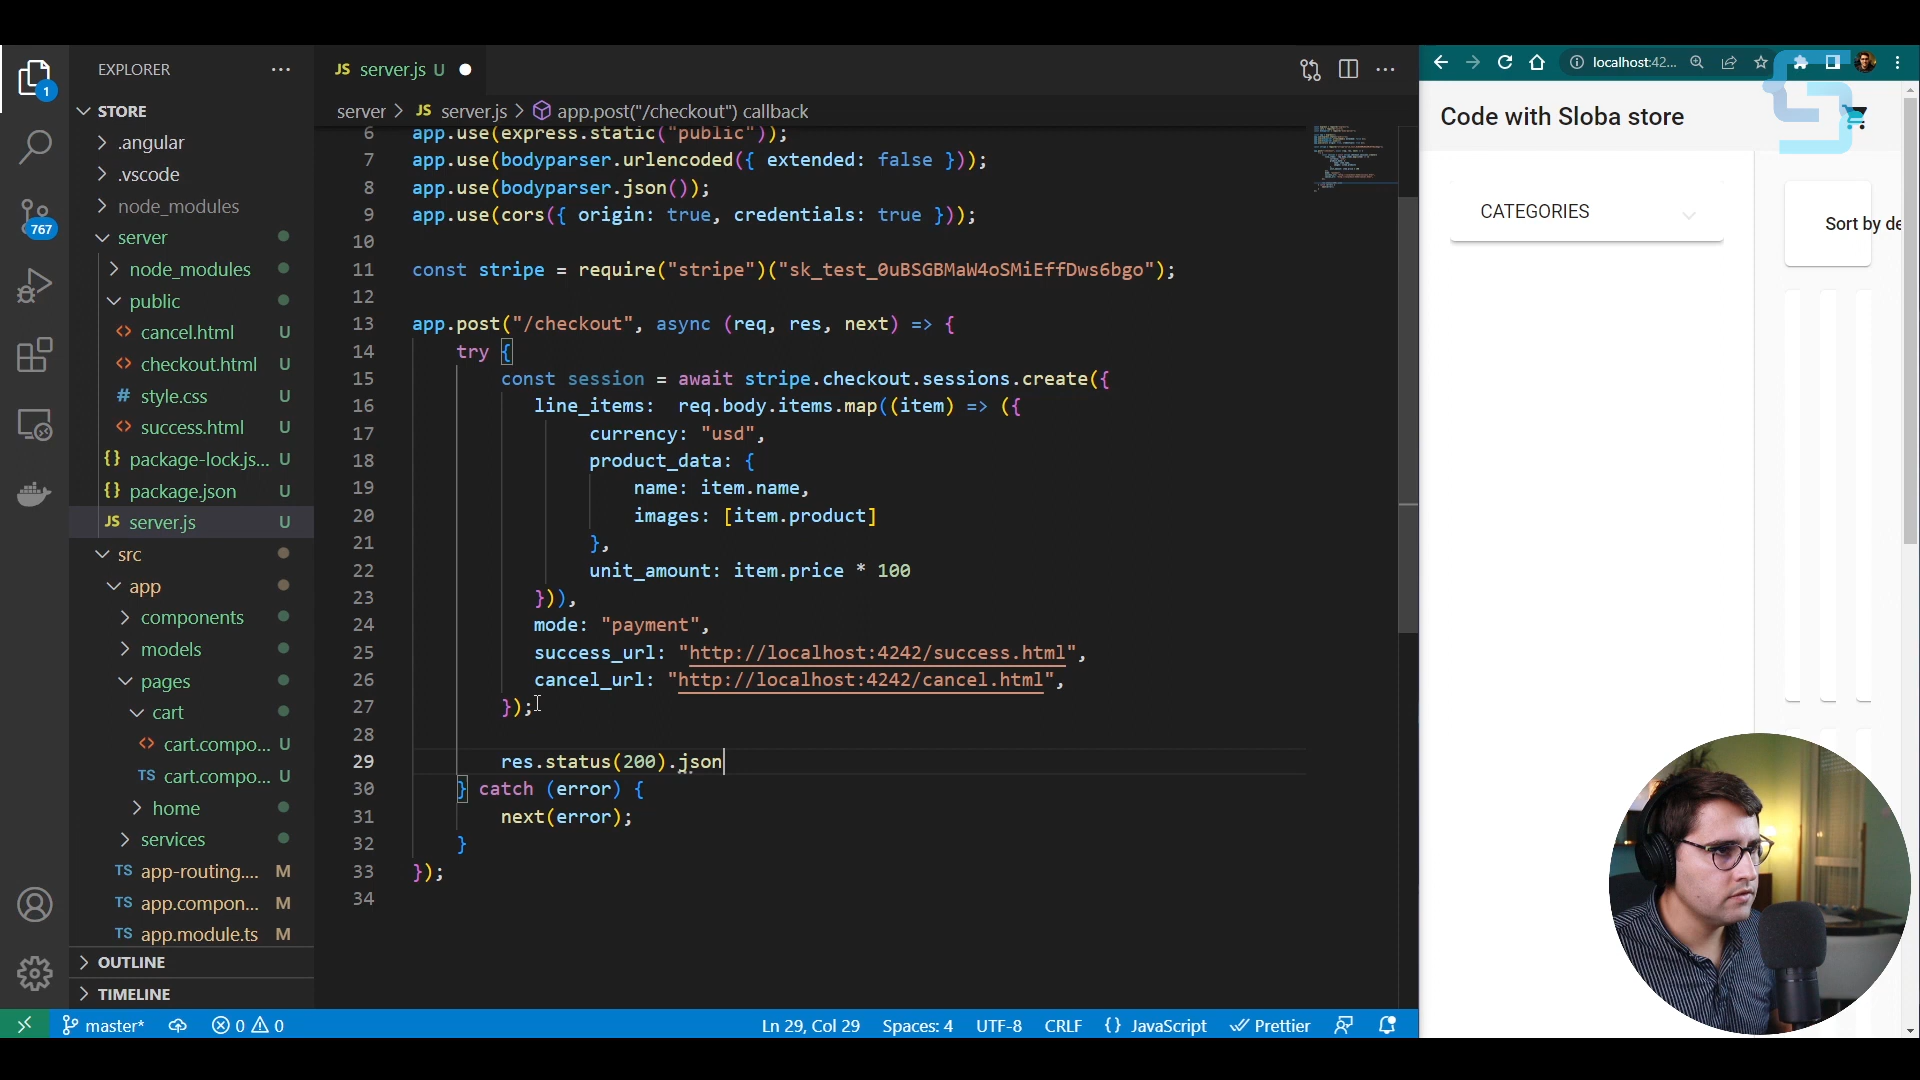 EXPLORER
1
STORE
.angular
.vscode
node_modules
767
server
node_modules
public
<> cancel.html U
<> checkout.html U
# style.css U
<> success.html U
{} package-lock.js... U
{} package.json U
JS server.js U
src
app
components
models
pages
cart
<> cart.compo... U
TS cart.compo... U
home
services
TS app-routing.... M
TS app.compon... M
TS app.module.ts M
OUTLINE
TIMELINE
JS server.js U
server > JS server.js > app.post("/checkout") callback
6 app.use(express.static("public"));
7 app.use(bodyparser.urlencoded({ extended: false }));
8 app.use(bodyparser.json());
9 app.use(cors({ origin: true, credentials: true }));
10
11 const stripe = require("stripe")("sk_test_0uBSGBMaW4oSMiEffDws6bgo");
12
13 app.post("/checkout", async (req, res, next) => {
14 try {
15 const session = await stripe.checkout.sessions.create({
16 line_items: req.body.items.map((item) => ({
17 currency: "usd",
18 product_data: {
19 name: item.name,
20 images: [item.product]
21 },
22 unit_amount: item.price * 100
23 })),
24 mode: "payment",
25 success_url: "http://localhost:4242/success.html",
26 cancel_url: "http://localhost:4242/cancel.html",
27 });
28
29 res.status(200).json
30 } catch (error) {
31 next(error);
32 }
33 });
34
master* 0 0 Ln 29, Col 29 Spaces: 4 UTF-8 CRLF {} JavaScript Prettier
localhost:42...
Code with Sloba store
CATEGORIES
Sort by de